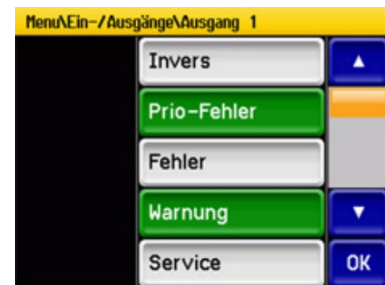 Menu\Ein-/Ausgänge\Ausgang 1
Invers
Prio-Fehler
Fehler
Warnung
Service
OK